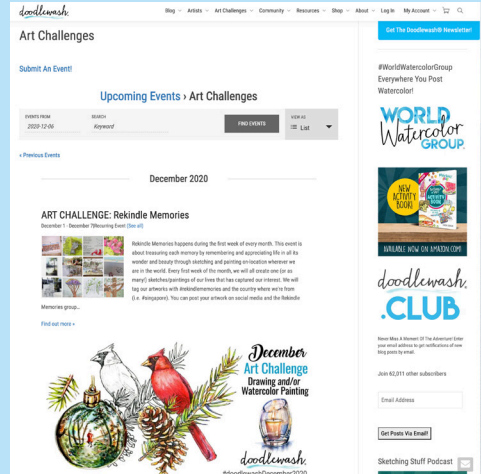 doodlewash.
Blog Artists Art Challenges Community Resources Shop About Log In My Account
Art Challenges
Submit An Event!
Upcoming Events › Art Challenges
EVENTS FROM
2020-12-06
SEARCH
Keyword
FIND EVENTS
VIEW AS
List
« Previous Events
December 2020
ART CHALLENGE: Rekindle Memories
December 1 - December 7|Recurring Event (See all)
Rekindle Memories happens during the first week of every month. This event is
about treasuring each memory by remembering and appreciating life in all its
wonder and beauty through sketching and painting on-location wherever we
are in the world. Every first week of the month, we will all create one (or as
many!) sketches/paintings of our lives that has captured our interest. We will
tag our artworks with #rekindlememories and the country where we're from
(i.e. #singapore). You can post your artwork on social media and the Rekindle
Memories group...
Find out more »
December
Art Challenge
Drawing and/or
Watercolor Painting
doodlewash.
#doodlewashDecember2020
Get The Doodlewash® Newsletter!
#WorldWatercolorGroup
Everywhere You Post
Watercolor!
WORLD
Watercolor
GROUP
NEW
ACTIVITY
BOOK!
AVAILABLE NOW ON AMAZON.COM!
doodlewash.
.CLUB
Never Miss A Moment Of The Adventure! Enter
your email address to get notifications of new
blog posts by email.
Join 62,011 other subscribers
Email Address
Get Posts Via Email!
Sketching Stuff Podcast